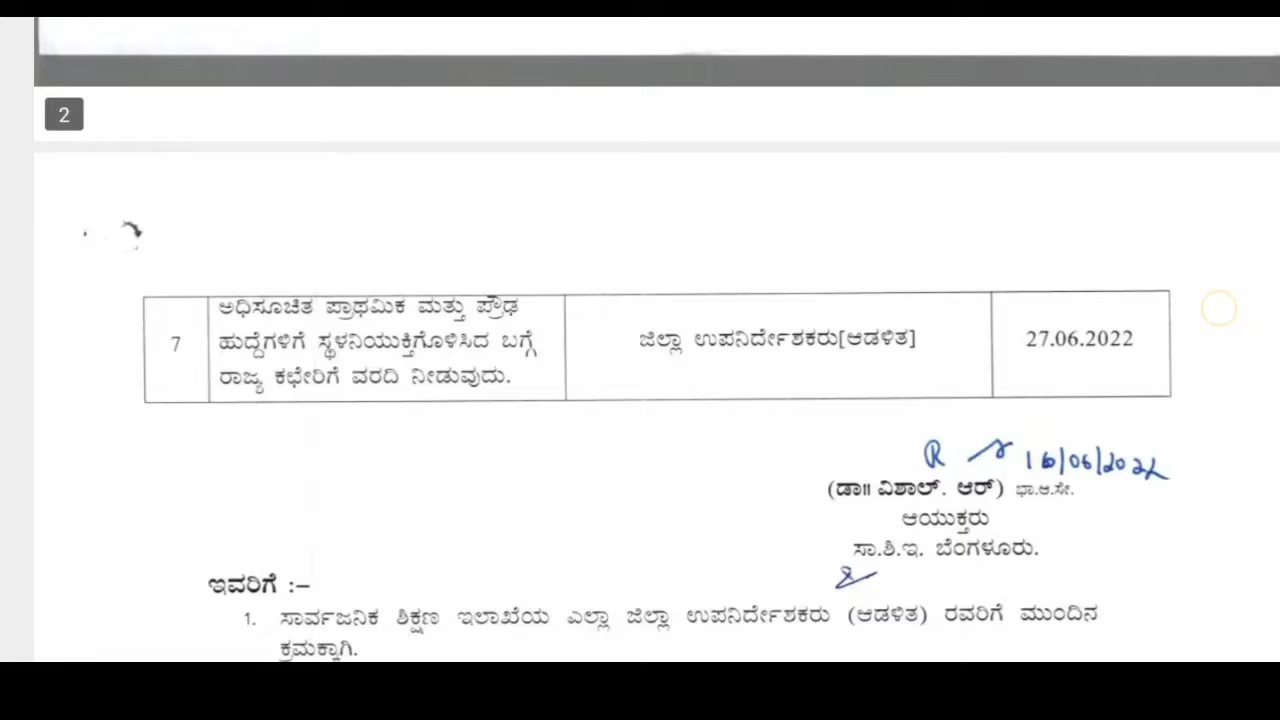 2
ಅಧಿಸೂಚಿತ ಪ್ರಾಥಮಿಕ ಮತ್ತು ಪ್ರೌಢ
7 ಹುದ್ದೆಗಳಿಗೆ ಸ್ಥಳನಿಯುಕ್ತಿಗೊಳಿಸಿದ ಬಗ್ಗೆ ಜಿಲ್ಲಾ ಉಪನಿರ್ದೇಶಕರು[ಆಡಳಿತ] 27.06.2022
ರಾಜ್ಯ ಕಛೇರಿಗೆ ವರದಿ ನೀಡುವುದು.
16/06/2022
(ಡಾ॥ ವಿಶಾಲ್. ಆರ್) ಭಾ.ಆ.ಸೇ.
ಆಯುಕ್ತರು
ಸಾ.ಶಿ.ಇ. ಬೆಂಗಳೂರು.
ಇವರಿಗೆ :–
1. ಸಾರ್ವಜನಿಕ ಶಿಕ್ಷಣ ಇಲಾಖೆಯ ಎಲ್ಲಾ ಜಿಲ್ಲಾ ಉಪನಿರ್ದೇಶಕರು (ಆಡಳಿತ) ರವರಿಗೆ ಮುಂದಿನ
ಕ್ರಮಕ್ಕಾಗಿ.